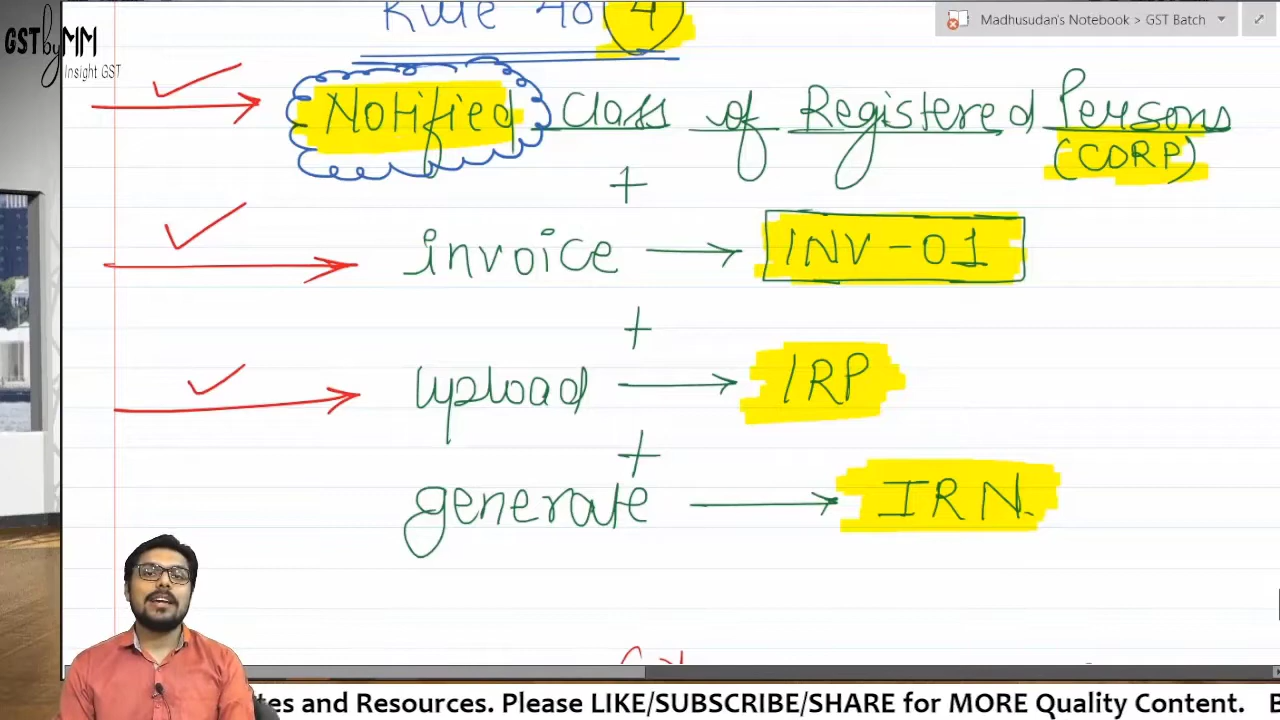 Rule 48 4
Madhusudan's Notebook > GST Batch
GST by MM
Insight GST
Notified Class of Registered Persons
(CORP)
+
invoice → INV-01
+
upload → IRP
+
generate → IRN.
tes and Resources. Please LIKE/SUBSCRIBE/SHARE for MORE Quality Content. E